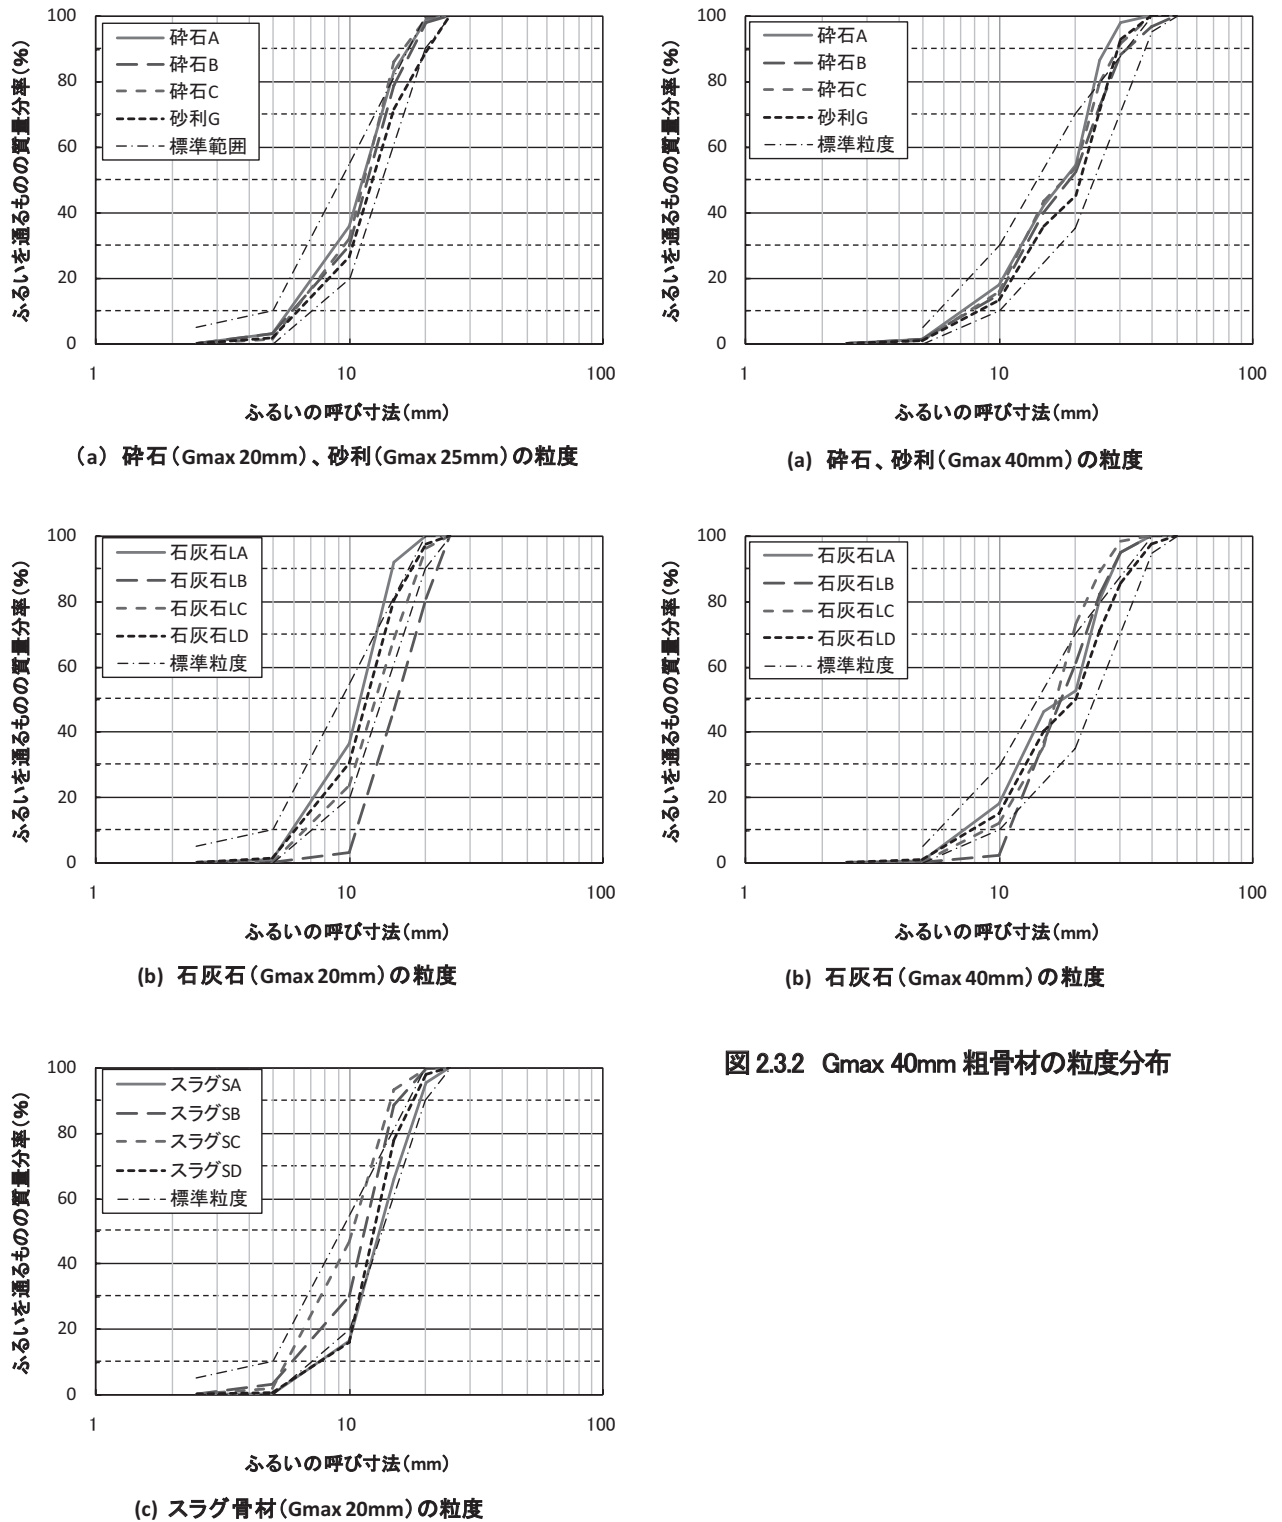 ふるいを通るものの質量分率(%)
100
80
60
40
20
0
砕石A
砕石B
砕石C
砂利G
標準範囲
1
10
100
ふるいの呼び寸法(mm)
(a) 砕石(Gmax 20mm)、砂利(Gmax 25mm)の粒度
ふるいを通るものの質量分率(%)
100
80
60
40
20
0
砕石A
砕石B
砕石C
砂利G
標準粒度
1
10
100
ふるいの呼び寸法(mm)
(a) 砕石、砂利(Gmax 40mm)の粒度
ふるいを通るものの質量分率(%)
100
80
60
40
20
0
石灰石LA
石灰石LB
石灰石LC
石灰石LD
標準粒度
1
10
100
ふるいの呼び寸法(mm)
(b) 石灰石(Gmax 20mm)の粒度
ふるいを通るものの質量分率(%)
100
80
60
40
20
0
石灰石LA
石灰石LB
石灰石LC
石灰石LD
標準粒度
1
10
100
ふるいの呼び寸法(mm)
(b) 石灰石(Gmax 40mm)の粒度
ふるいを通るものの質量分率(%)
100
80
60
40
20
0
スラグSA
スラグSB
スラグSC
スラグSD
標準粒度
1
10
100
ふるいの呼び寸法(mm)
(c) スラグ骨材(Gmax 20mm)の粒度
図 2.3.2 Gmax 40mm 粗骨材の粒度分布